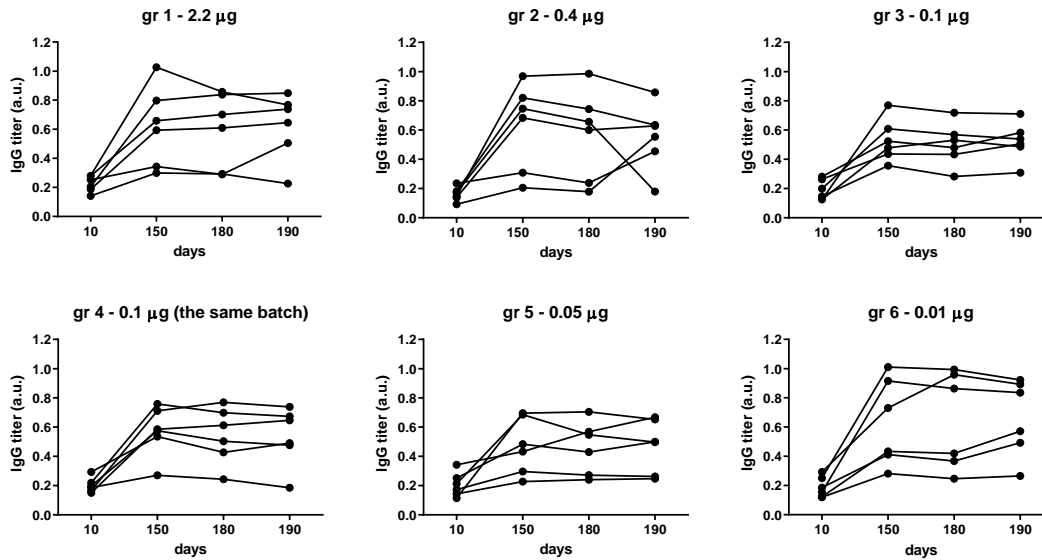 gr 1 - 2.2 μg
gr 2 - 0.4 μg
gr 3 - 0.1 μg
IgG titer (a.u.)
1.2
1.0
0.8
0.6
0.4
0.2
0.0
10 150 180 190
days
IgG titer (a.u.)
1.2
1.0
0.8
0.6
0.4
0.2
0.0
10 150 180 190
days
IgG titer (a.u.)
1.2
1.0
0.8
0.6
0.4
0.2
0.0
10 150 180 190
days
gr 4 - 0.1 μg (the same batch)
gr 5 - 0.05 μg
gr 6 - 0.01 μg
IgG titer (a.u.)
1.2
1.0
0.8
0.6
0.4
0.2
0.0
10 150 180 190
days
IgG titer (a.u.)
1.2
1.0
0.8
0.6
0.4
0.2
0.0
10 150 180 190
days
IgG titer (a.u.)
1.2
1.0
0.8
0.6
0.4
0.2
0.0
10 150 180 190
days